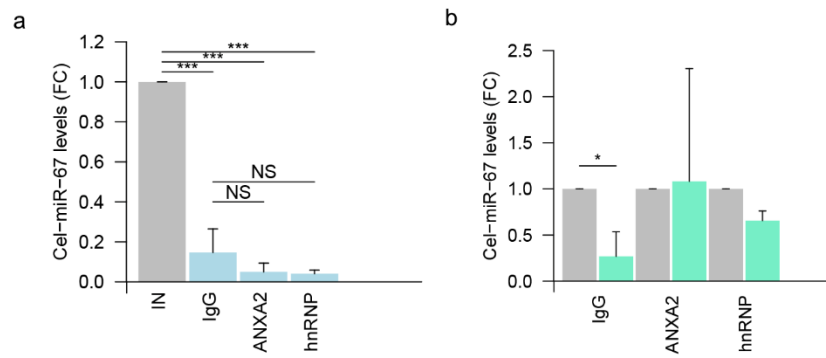 a
Cel−miR−67 levels (FC)
1.2
1.0
0.8
0.6
0.4
0.2
0.0
***
***
***
NS
NS
IN
IgG
ANXA2
hnRNP
b
Cel−miR−67 levels (FC)
2.5
2.0
1.5
1.0
0.5
0.0
*
IgG
ANXA2
hnRNP